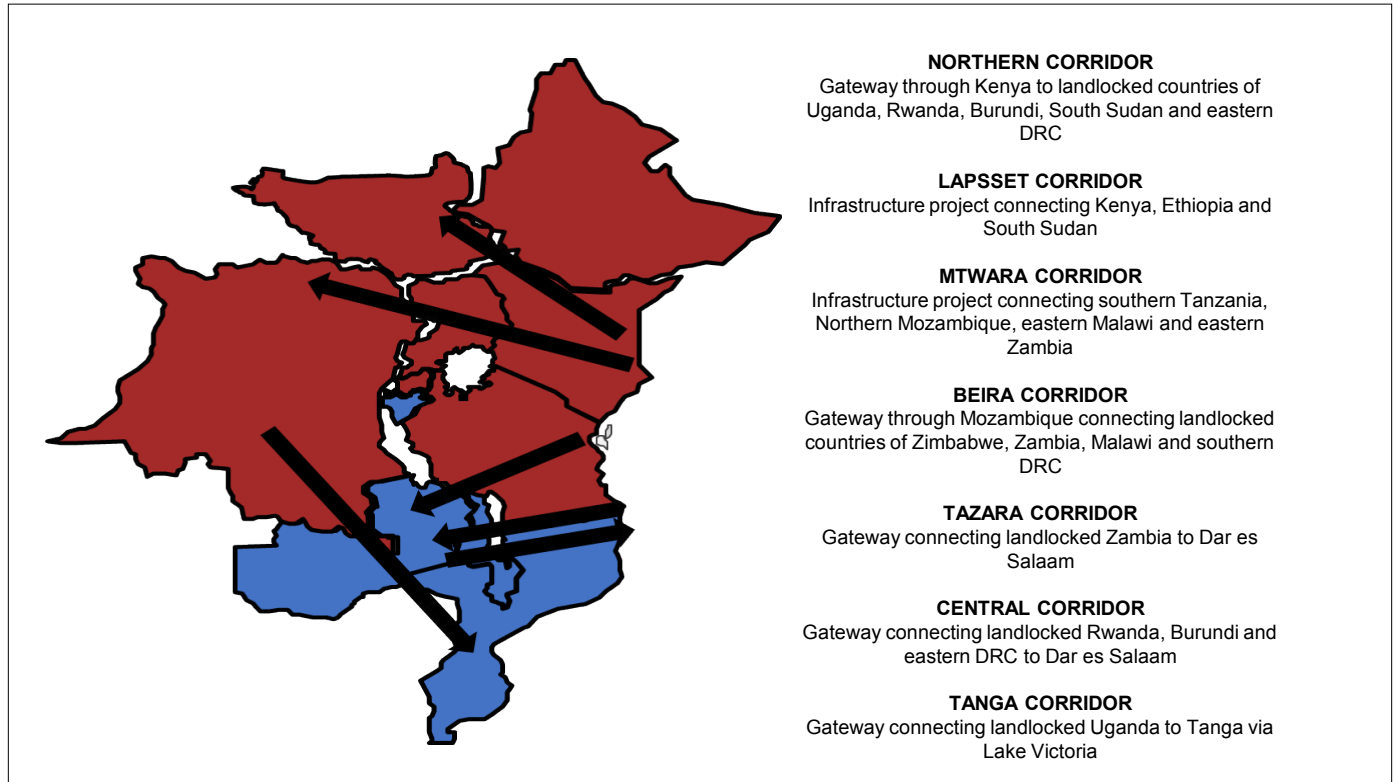 NORTHERN CORRIDOR
Gateway through Kenya to landlocked countries of
Uganda, Rwanda, Burundi, South Sudan and eastern
DRC
LAPSSET CORRIDOR
Infrastructure project connecting Kenya, Ethiopia and
South Sudan
MTWARA CORRIDOR
Infrastructure project connecting southern Tanzania,
Northern Mozambique, eastern Malawi and eastern
Zambia
BEIRA CORRIDOR
Gateway through Mozambique connecting landlocked
countries of Zimbabwe, Zambia, Malawi and southern
DRC
TAZARA CORRIDOR
Gateway connecting landlocked Zambia to Dar es
Salaam
CENTRAL CORRIDOR
Gateway connecting landlocked Rwanda, Burundi and
eastern DRC to Dar es Salaam
TANGA CORRIDOR
Gateway connecting landlocked Uganda to Tanga via
Lake Victoria